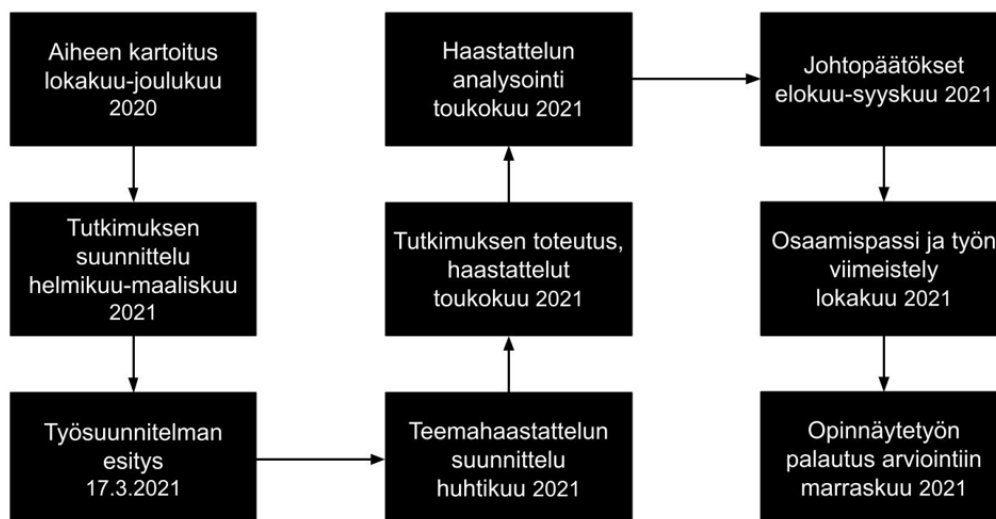 Aiheen kartoitus
lokakuu-joulukuu
2020
Tutkimuksen
suunnittelu
helmikuu-maaliskuu
2021
Työsuunnitelman
esitys
17.3.2021
Teemahaastattelun
suunnittelu
huhtikuu 2021
Tutkimuksen toteutus,
haastattelut
toukokuu 2021
Haastattelun
analysointi
toukokuu 2021
Johtopäätökset
elokuu-syyskuu 2021
Osaamispassi ja työn
viimeistely
lokakuu 2021
Opinnäytetyön
palautus arviointiin
marraskuu 2021